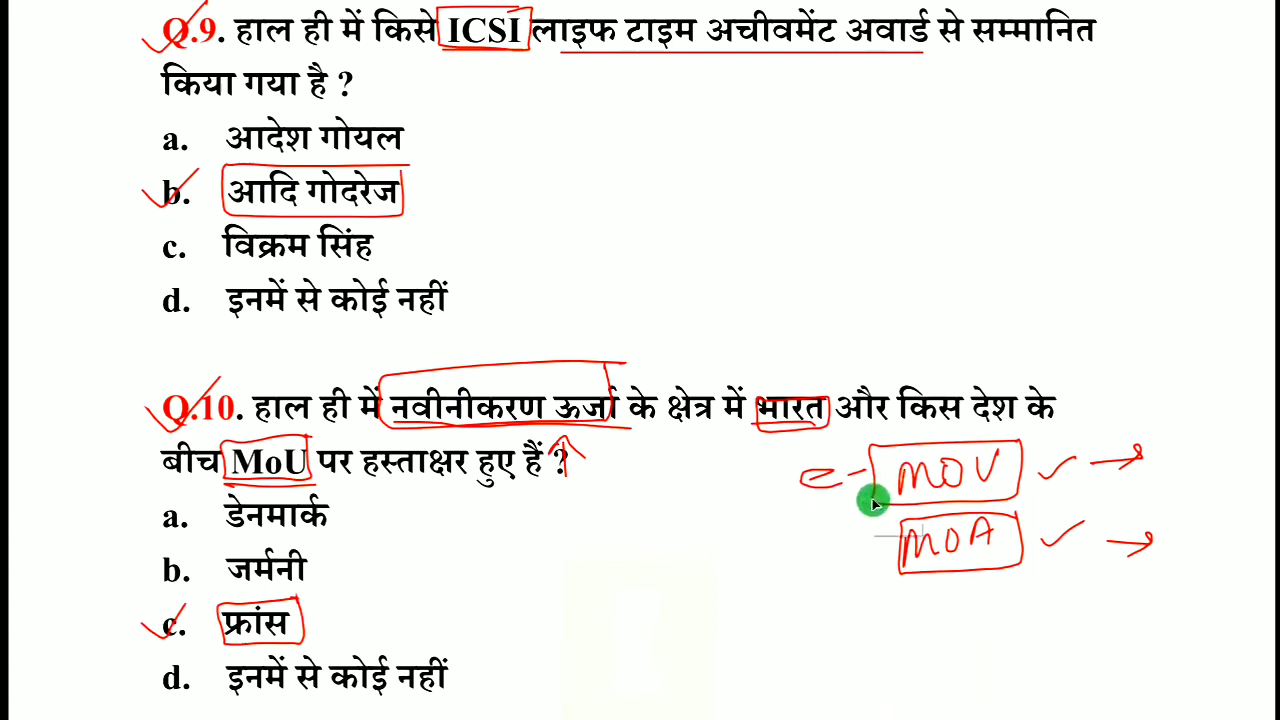 Q.9. हाल ही में किसे ICSI लाइफ टाइम अचीवमेंट अवार्ड से सम्मानित
किया गया है ?
a. आदेश गोयल
b. आदि गोदरेज
c. विक्रम सिंह
d. इनमें से कोई नहीं
Q.10. हाल ही में नवीनीकरण ऊर्जा के क्षेत्र में भारत और किस देश के
बीच MoU पर हस्ताक्षर हुए हैं ?
e- MOU
MOA
a. डेनमार्क
b. जर्मनी
c. फ्रांस
d. इनमें से कोई नहीं